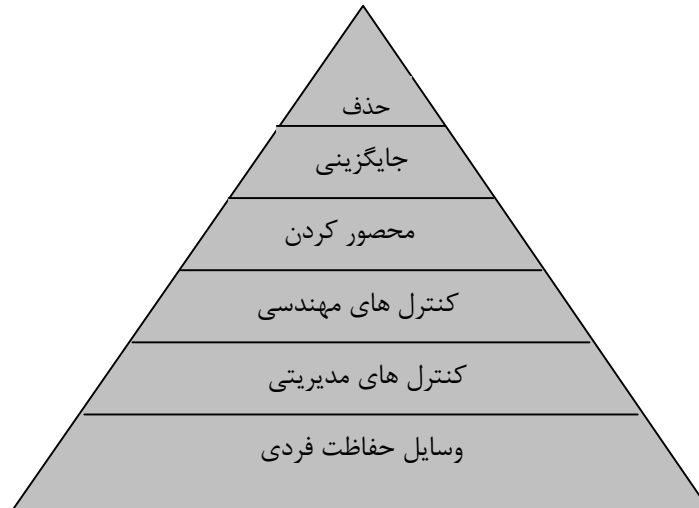 حذف
جایگزینی
محصور کردن
کنترل های مهندسی
کنترل های مدیریتی
وسایل حفاظت فردی